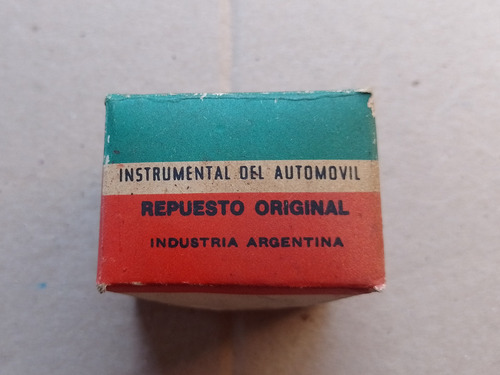 INSTRUMENTAL DEL AUTOMOVIL
REPUESTO ORIGINAL
INDUSTRIA ARGENTINA